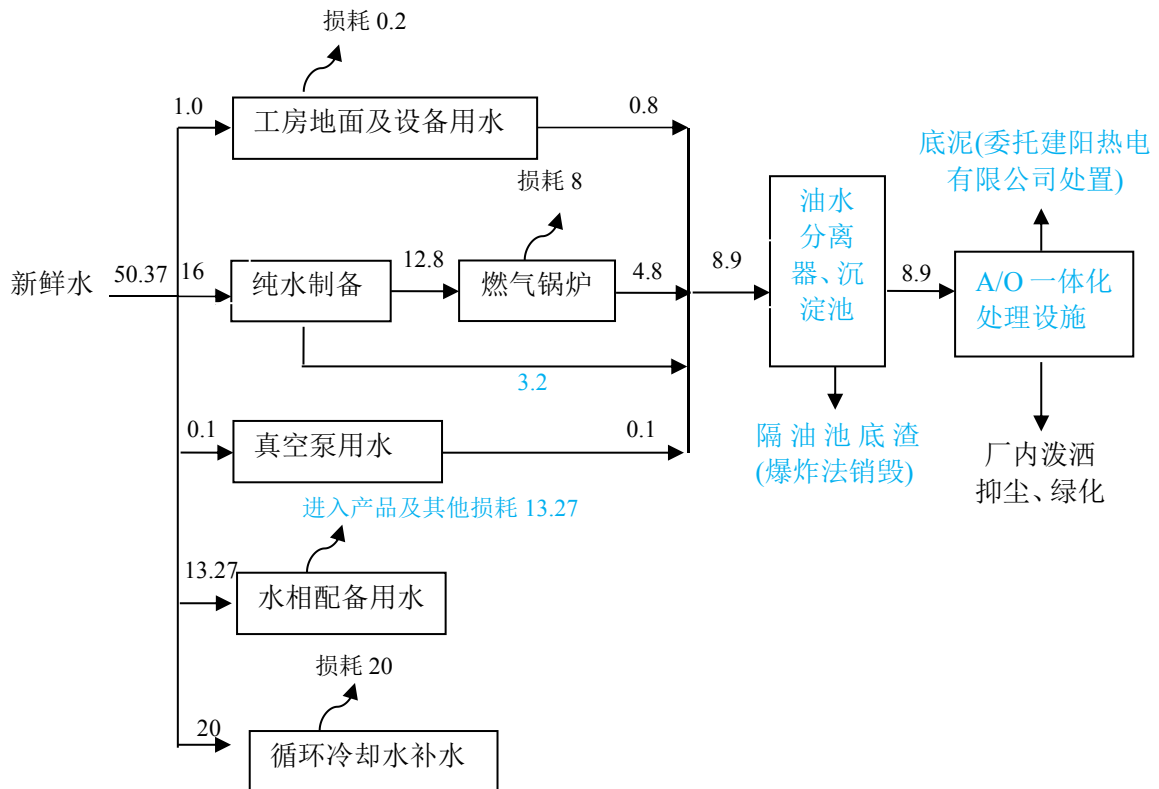 损耗 0.2
1.0
工房地面及设备用水
0.8
底泥(委托建阳热电
有限公司处置)
损耗 8
油水
分离
器、沉
淀池
新鲜水
50.37
16
纯水制备
12.8
燃气锅炉
4.8
8.9
8.9
A/O 一体化
处理设施
3.2
0.1
真空泵用水
0.1
隔油池底渣
(爆炸法销毁)
厂内泼洒
抑尘、绿化
进入产品及其他损耗 13.27
13.27
水相配备用水
损耗 20
20
循环冷却水补水